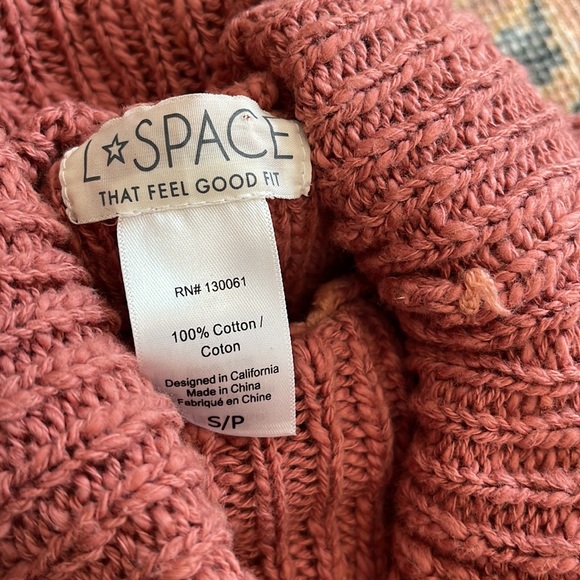 L☆SPACE
THAT FEEL GOOD FIT
RN# 130061
100% Cotton /
Coton
Designed in California
Made in China
Fabriqué en Chine
S/P